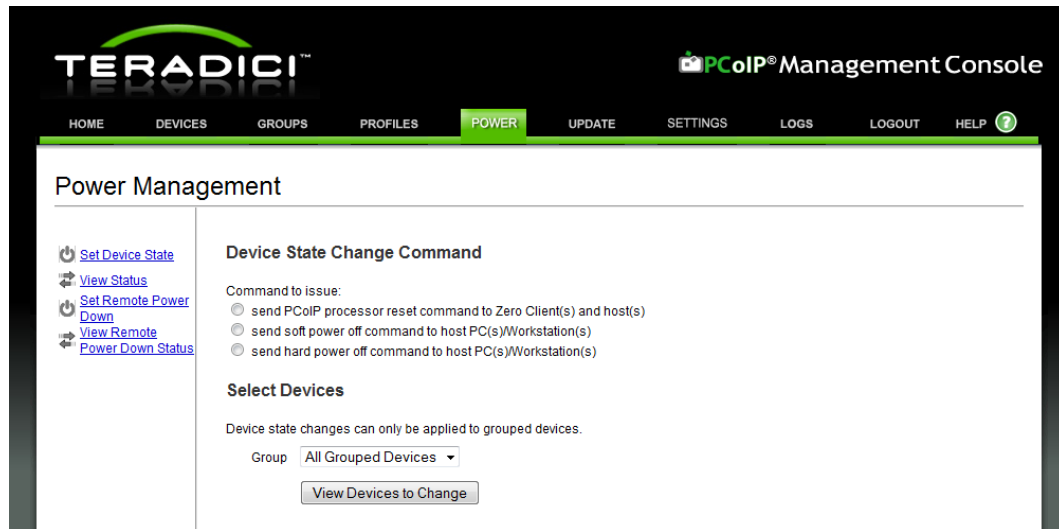 TERADICI™
PCoIP® Management Console
HOME DEVICES GROUPS PROFILES POWER UPDATE SETTINGS LOGS LOGOUT HELP ?
Power Management
Set Device State
View Status
Set Remote Power
Down
View Remote
Power Down Status
Device State Change Command
Command to issue:
send PCoIP processor reset command to Zero Client(s) and host(s)
send soft power off command to host PC(s)/Workstation(s)
send hard power off command to host PC(s)/Workstation(s)
Select Devices
Device state changes can only be applied to grouped devices.
Group All Grouped Devices
View Devices to Change